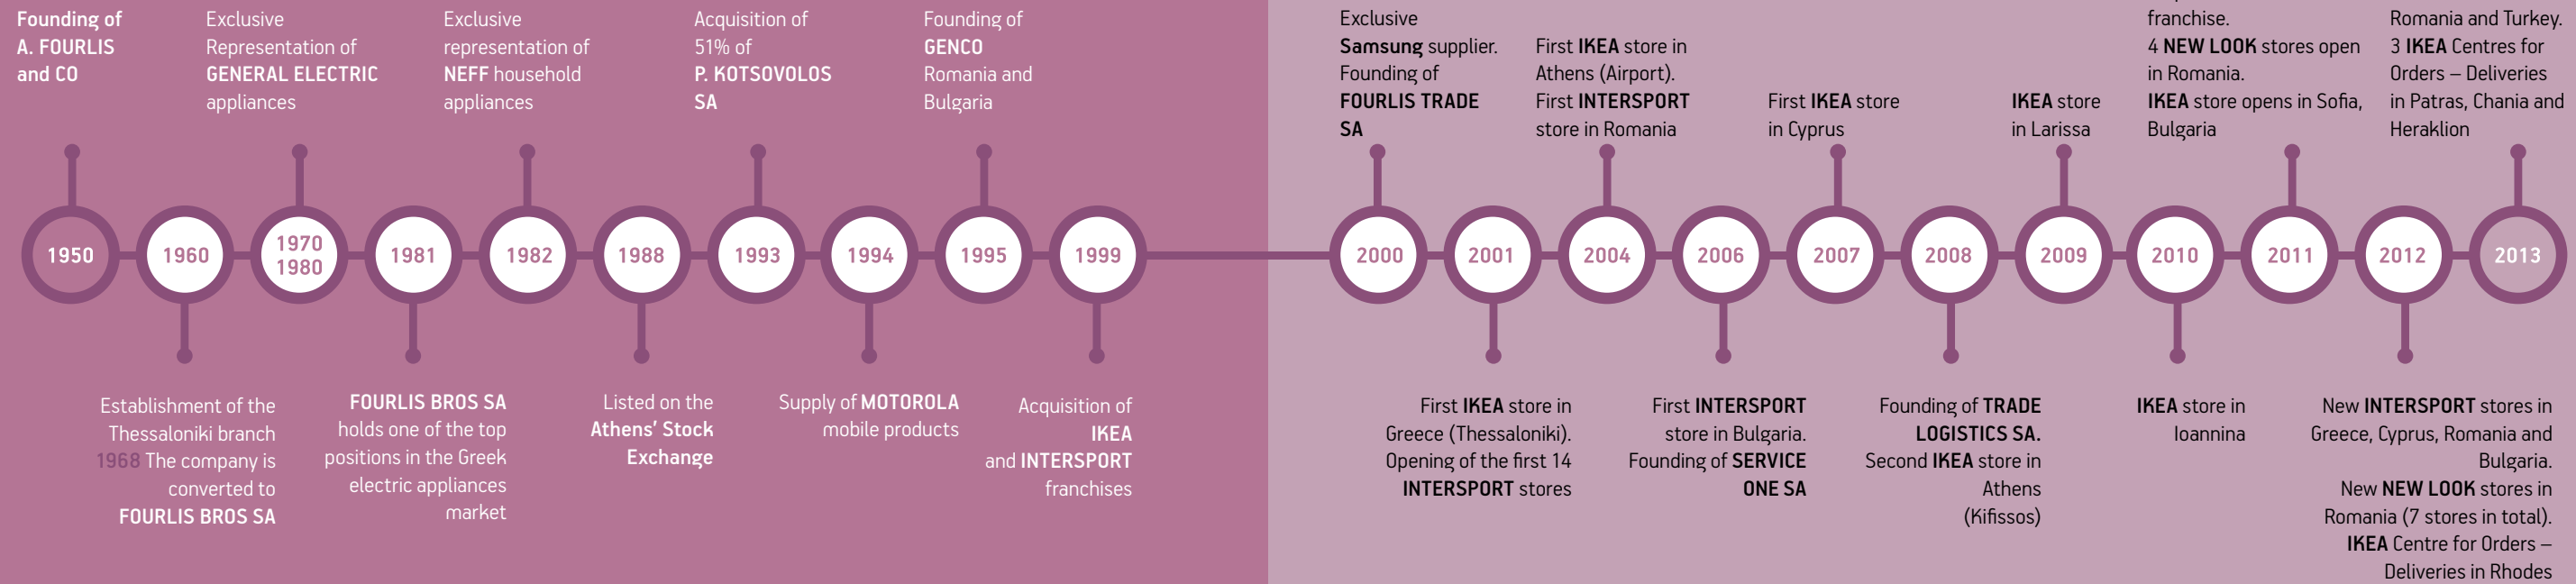 Founding of
A. FOURLIS
and CO
Exclusive
Representation of
GENERAL ELECTRIC
appliances
Exclusive
representation of
NEFF household
appliances
Acquisition of
51% of
P. KOTSOVOLOS
SA
Founding of
GENCO
Romania and
Bulgaria
Exclusive
Samsung supplier.
Founding of
FOURLIS TRADE
SA
First IKEA store in
Athens (Airport).
First INTERSPORT
store in Romania
First IKEA store
in Cyprus
IKEA store
in Larissa
franchise.
4 NEW LOOK stores open
in Romania.
IKEA store opens in Sofia,
Bulgaria
Romania and Turkey.
3 IKEA Centres for
Orders – Deliveries
in Patras, Chania and
Heraklion
1950
1960
1970
1980
1981
1982
1988
1993
1994
1995
1999
2000
2001
2004
2006
2007
2008
2009
2010
2011
2012
2013
Establishment of the
Thessaloniki branch
1968 The company is
converted to
FOURLIS BROS SA
FOURLIS BROS SA
holds one of the top
positions in the Greek
electric appliances
market
Listed on the
Athens’ Stock
Exchange
Supply of MOTOROLA
mobile products
Acquisition of
IKEA
and INTERSPORT
franchises
First IKEA store in
Greece (Thessaloniki).
Opening of the first 14
INTERSPORT stores
First INTERSPORT
store in Bulgaria.
Founding of SERVICE
ONE SA
Founding of TRADE
LOGISTICS SA.
Second IKEA store in
Athens
(Kifissos)
IKEA store in
Ioannina
New INTERSPORT stores in
Greece, Cyprus, Romania and
Bulgaria.
New NEW LOOK stores in
Romania (7 stores in total).
IKEA Centre for Orders –
Deliveries in Rhodes